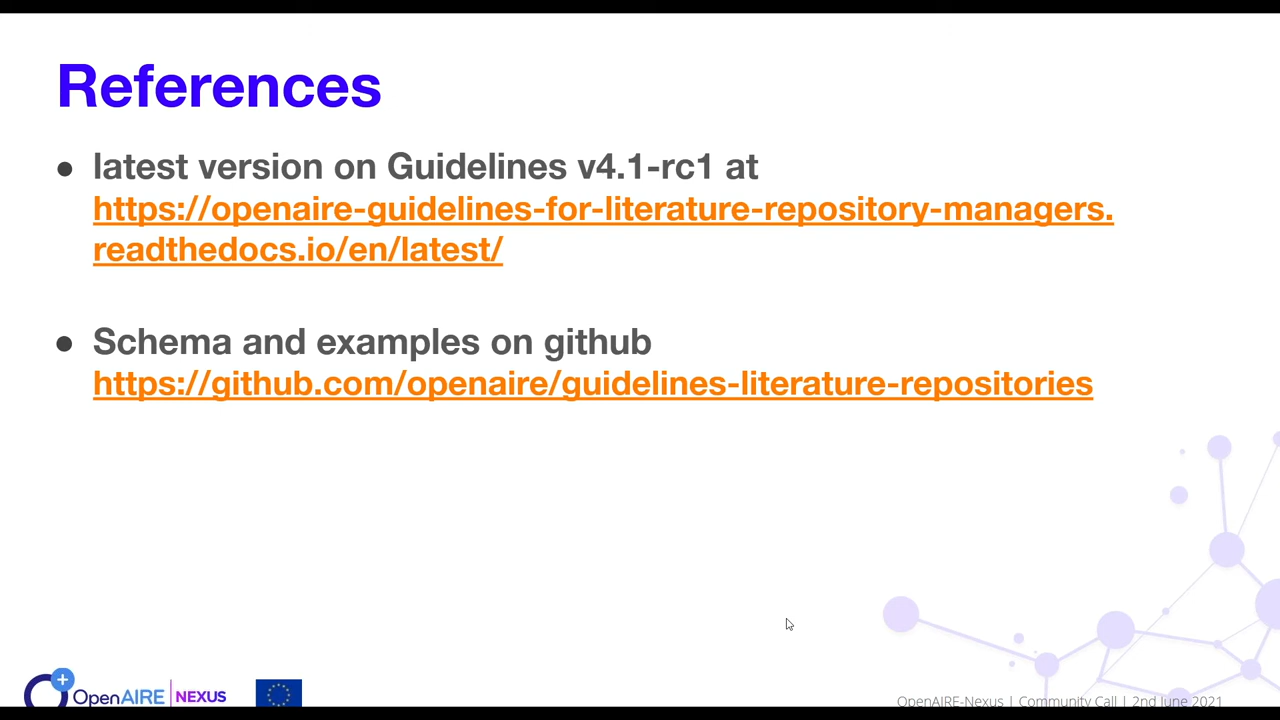 References
● latest version on Guidelines v4.1-rc1 at
https://openaire-guidelines-for-literature-repository-managers.
readthedocs.io/en/latest/
● Schema and examples on github
https://github.com/openaire/guidelines-literature-repositories
OpenAIRE NEXUS
OpenAIRE-Nexus | Community Call | 2nd June 2021